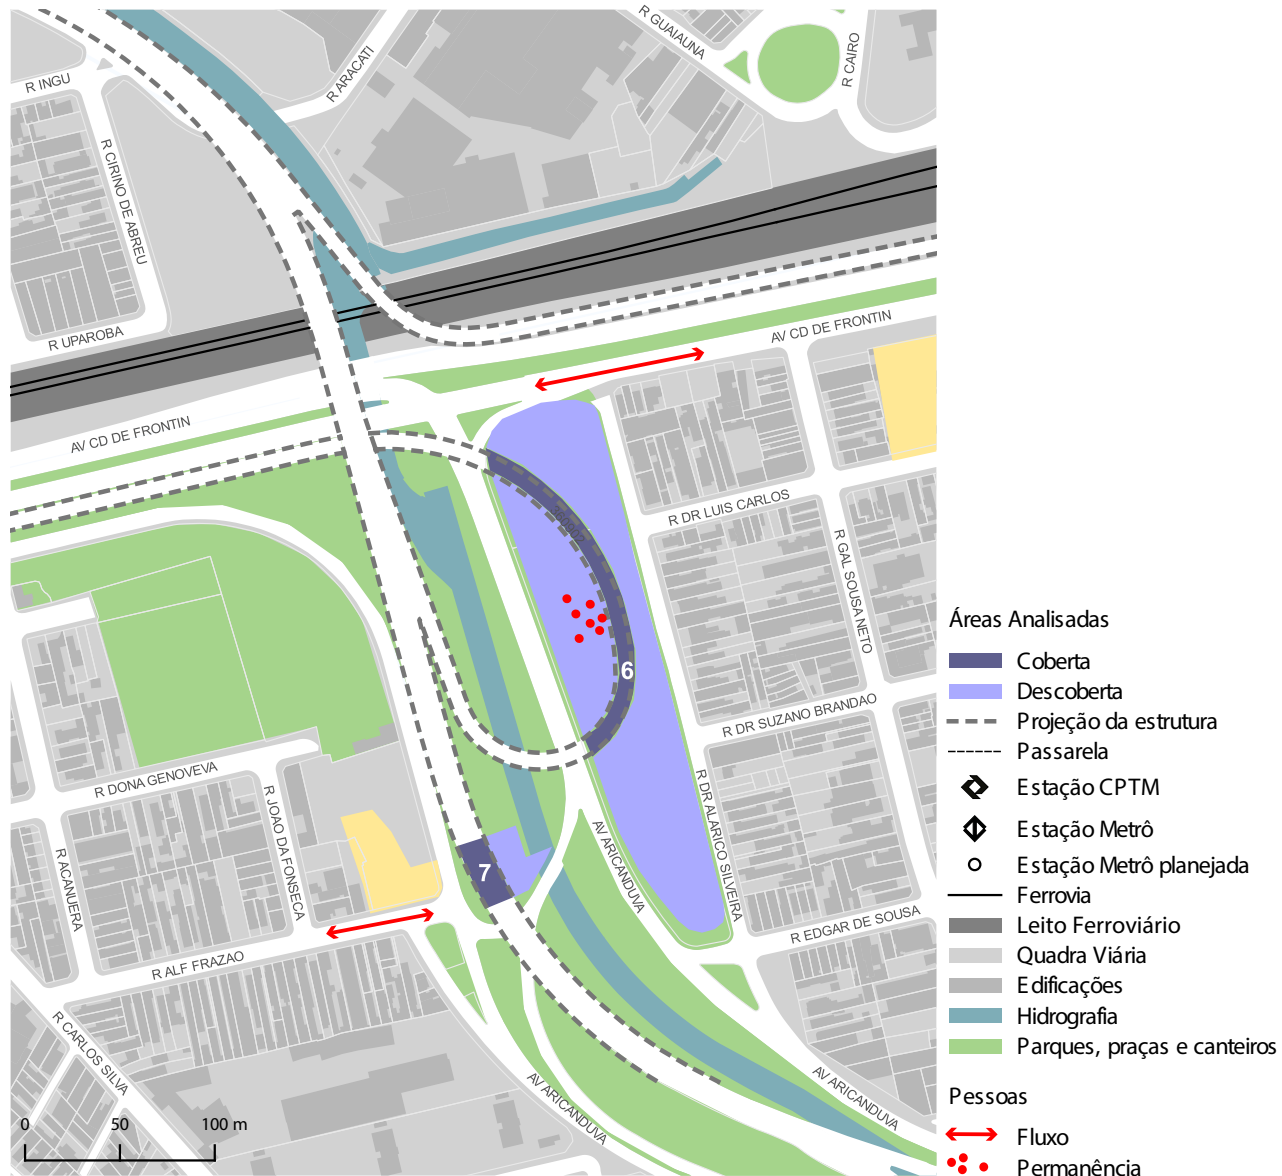 R GUAIAUNA
R CAIRO
R ARACATI
R INGU
R CIRINO DE ABREU
R UPAROBA
AV CD DE FRONTIN
AV CD DE FRONTIN
R DR LUIS CARLOS
R GAL SOUSA NETO
6
R DR SUZANO BRANDAO
R DONA GENOVEVA
R JOAO DA FONSECA
R ACANUERA
AV ARICANDUVA
R DR ALARICO SILVEIRA
7
R EDGAR DE SOUSA
R ALF FRAZAO
R CARLOS SILVA
AV ARICANDUVA
AV ARICANDUVA
0 50 100 m
Áreas Analisadas
Coberta
Descoberta
Projeção da estrutura
Passarela
Estação CPTM
Estação Metrô
Estação Metrô planejada
Ferrovia
Leito Ferroviário
Quadra Viária
Edificações
Hidrografia
Parques, praças e canteiros
Pessoas
Fluxo
Permanência